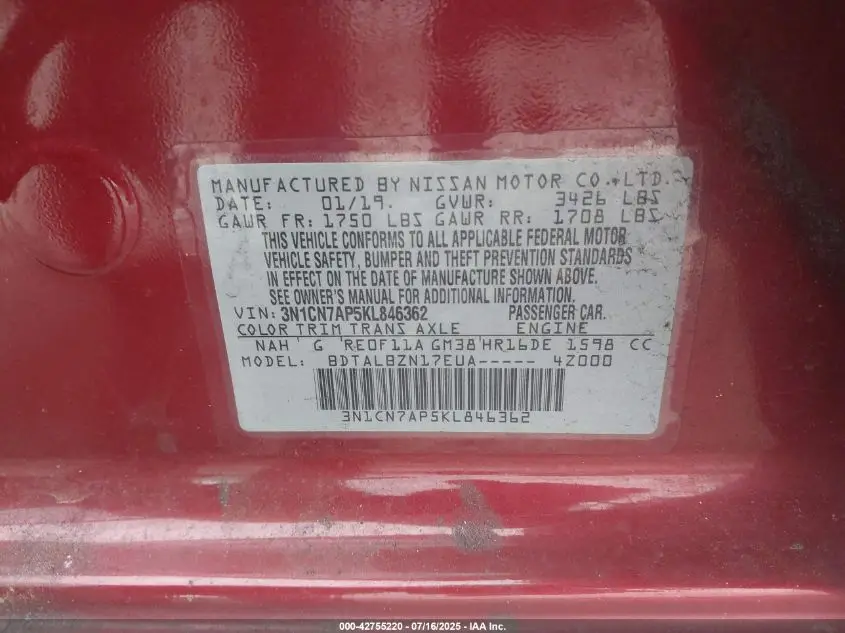 MANUFACTURED BY NISSAN MOTOR CO.,LTD.
DATE: 01/19. GVWR: 3426 LBS
GAWR FR: 1750 LBS GAWR RR: 1708 LBS
THIS VEHICLE CONFORMS TO ALL APPLICABLE FEDERAL MOTOR
VEHICLE SAFETY, BUMPER AND THEFT PREVENTION STANDARDS
IN EFFECT ON THE DATE OF MANUFACTURE SHOWN ABOVE.
SEE OWNER'S MANUAL FOR ADDITIONAL INFORMATION
VIN: 3N1CN7AP5KL846362 PASSENGER CAR.
COLOR TRIM TRANS AXLE ENGINE
NAH G RE0F11A GM38 HR16DE 1598 CC
MODEL: BDTALBZN17EUA----- 4Z000
3N1CN7AP5KL846362
000-42755220 - 07/16/2025 - IAA Inc.